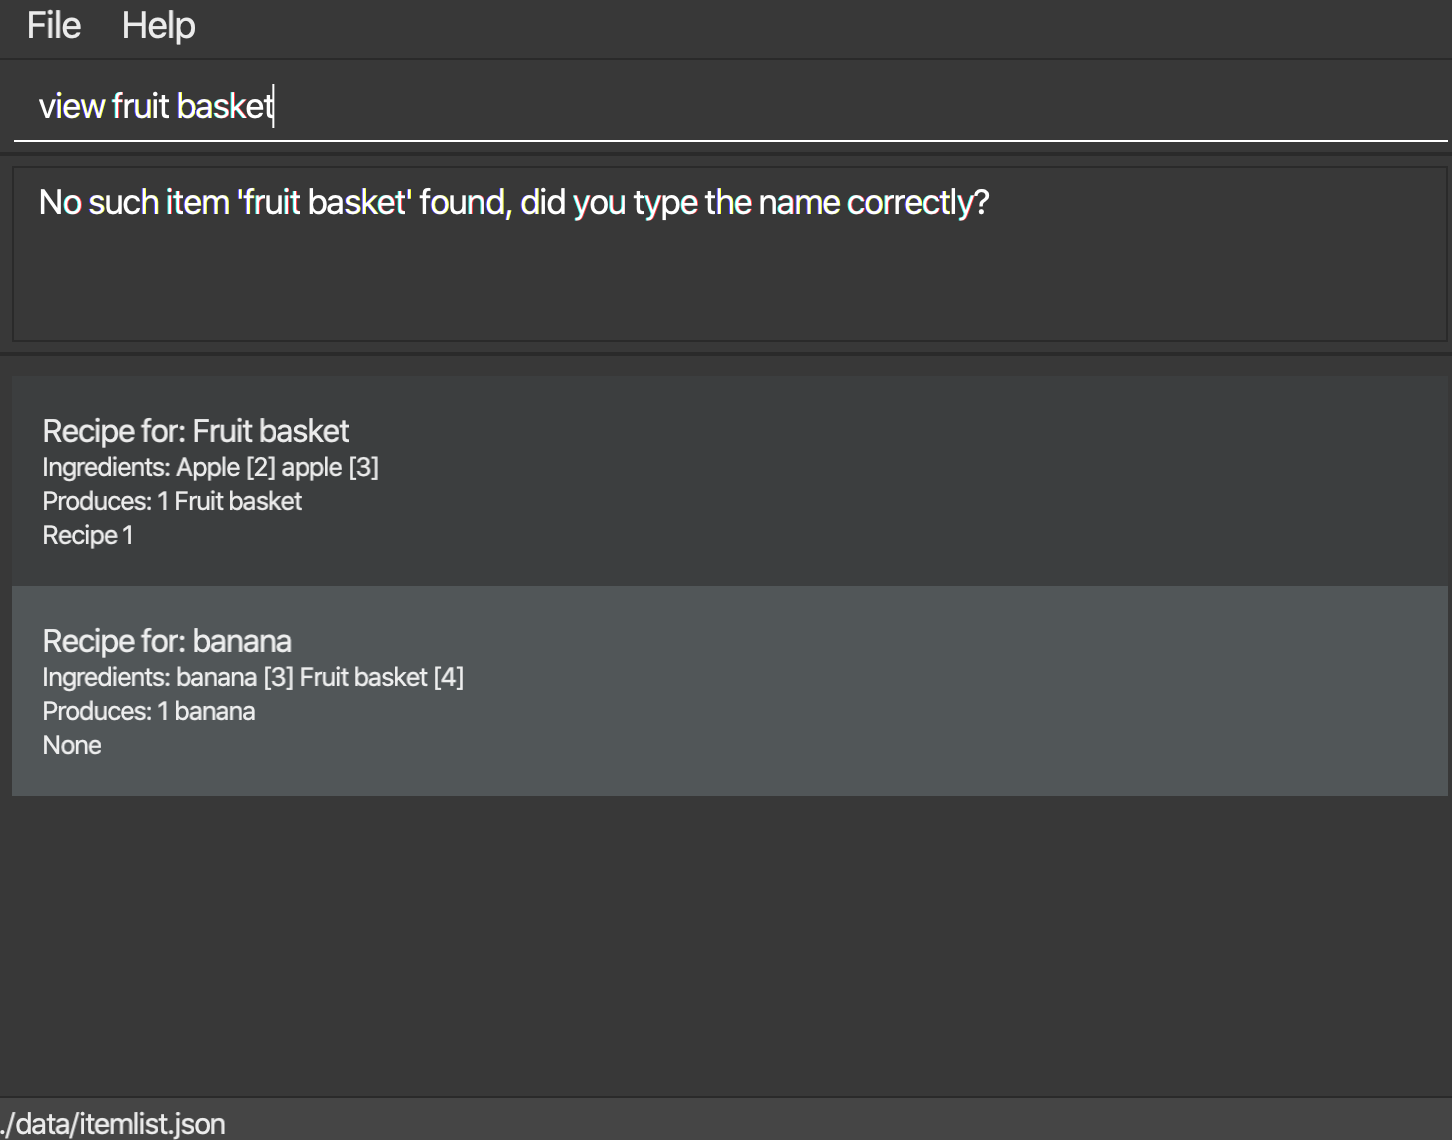 File Help
view fruit basket
No such item 'fruit basket' found, did you type the name correctly?
Recipe for: Fruit basket
Ingredients: Apple [2] apple [3]
Produces: 1 Fruit basket
Recipe 1
Recipe for: banana
Ingredients: banana [3] Fruit basket [4]
Produces: 1 banana
None
./data/itemlist.json